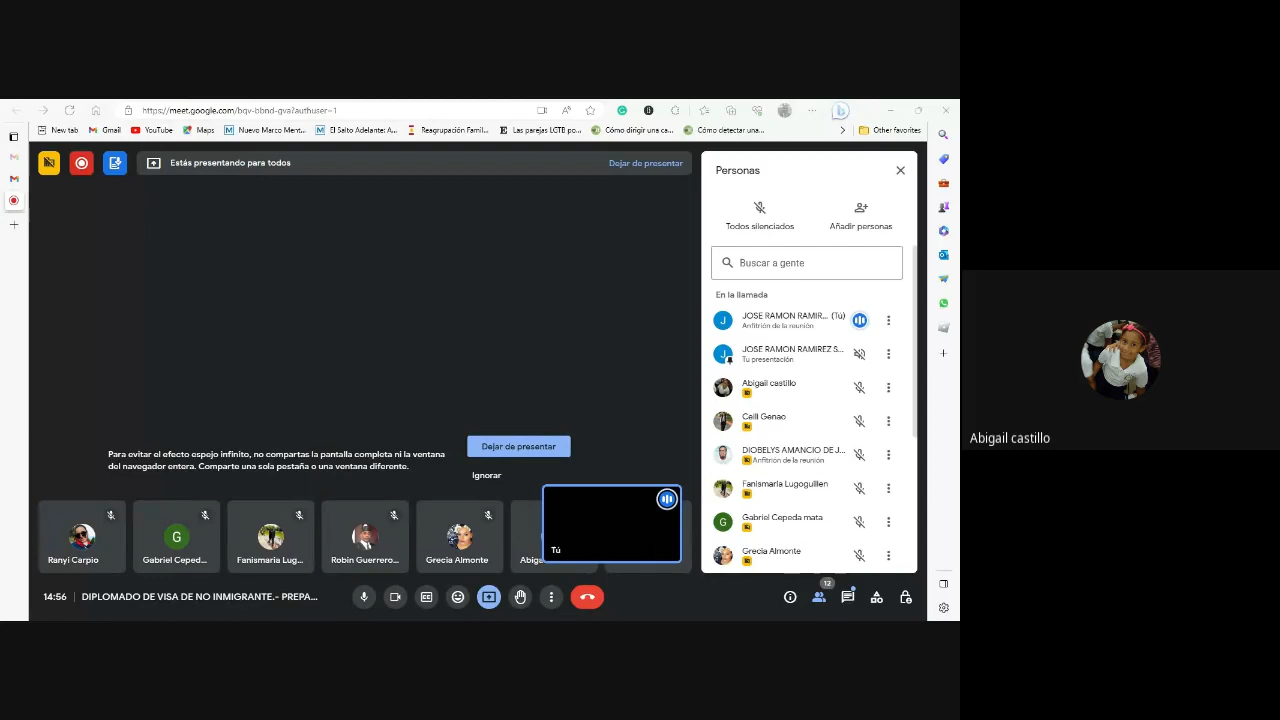 https://meet.google.com/bqv-bbnd-gva?authuser=1
New tab
Gmail
YouTube
Maps
Nuevo Marco Ment...
El Salto Adelante: A...
Reagrupación Famil...
Las parejas LGTB po...
Cómo dirigir una ca...
Cómo detectar una...
Other favorites
Estás presentando para todos
Dejar de presentar
Personas
Todos silenciados
Añadir personas
Buscar a gente
En la llamada
JOSE RAMON RAMIR... (Tú)
Anfitrión de la reunión
JOSE RAMON RAMIREZ S...
Tu presentación
Abigail castillo
Celli Genao
DIOBELYS AMANCIO DE J...
Anfitrión de la reunión
Fanismaria Lugoguillen
Gabriel Cepeda mata
Grecia Almonte
Para evitar el efecto espejo infinito, no compartas la pantalla completa ni la ventana
del navegador entera. Comparte una sola pestaña o una ventana diferente.
Dejar de presentar
Ignorar
Ranyi Carpio
G
Gabriel Ceped...
Fanismaria Lug...
Robin Guerrero...
Grecia Almonte
Abiga
Tú
14:56 | DIPLOMADO DE VISA DE NO INMIGRANTE.- PREPA...
12
Abigail castillo